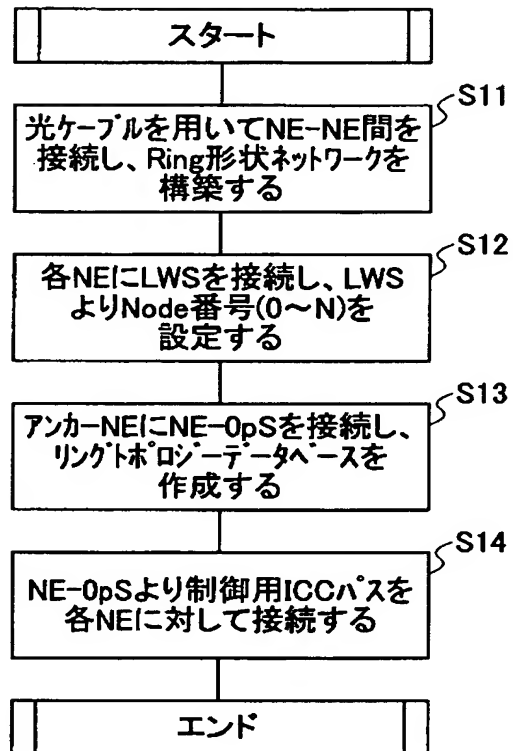 スタート
S11
光ケーブルを用いてNE-NE間を
接続し、Ring形状ネットワークを
構築する
S12
各NEにLWSを接続し、LWS
よりNode番号(0～N)を
設定する
S13
アンカーNEにNE-OpSを接続し、
リングトポロジーデータベースを
作成する
S14
NE-OpSより制御用ICCパスを
各NEに対して接続する
エンド